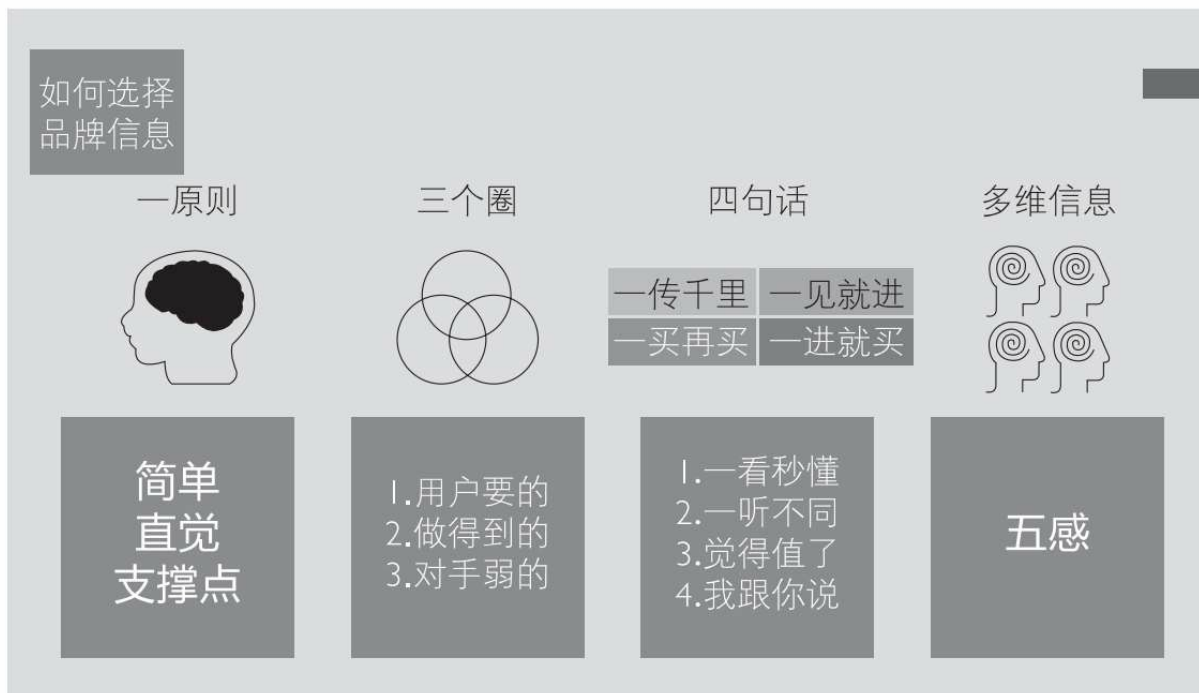 如何选择
品牌信息
一原则
三个圈
四句话
多维信息
一传千里
一见就进
一买再买
一进就买
简单
直觉
支撑点
1.用户要的
2.做得到的
3.对手弱的
1.一看秒懂
2.一听不同
3.觉得值了
4.我跟你说
五感